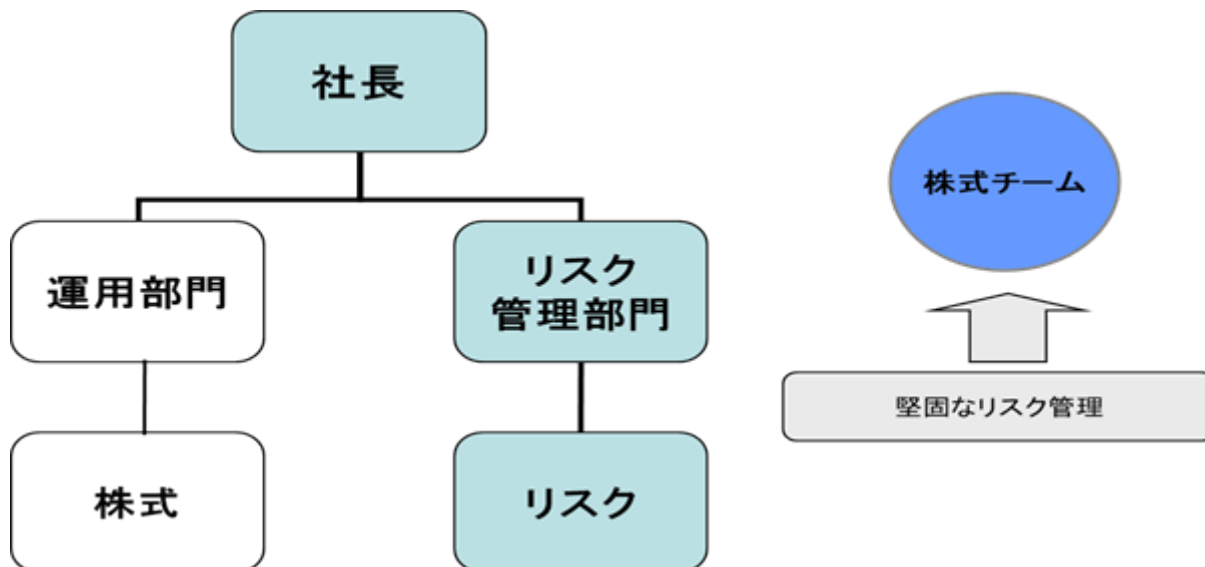 社長
運用部門
リスク
管理部門
株式
リスク
株式チーム
堅固なリスク管理